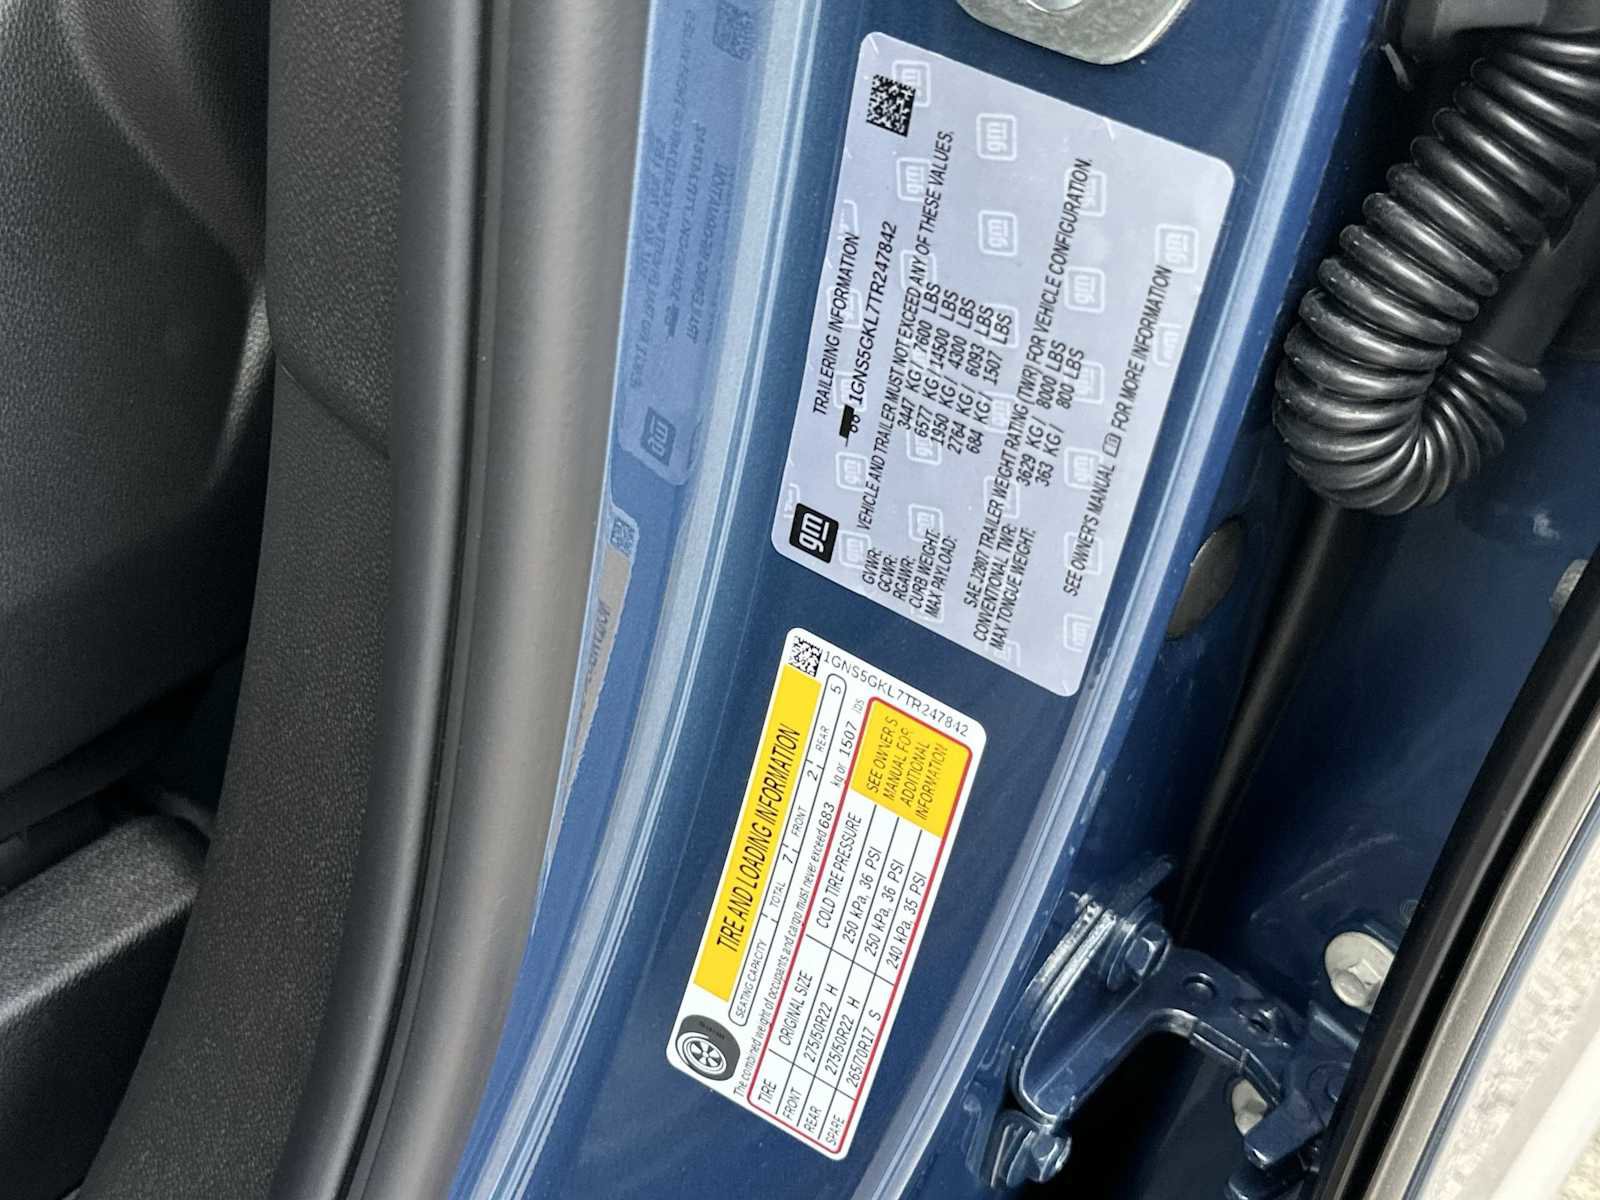 gm
TRAILERING INFORMATION
1GNS5GKL7TR247842
VEHICLE AND TRAILER MUST NOT EXCEED ANY OF THESE VALUES.
GVWR: 3447 KG / 7600 LBS
GCWR: 6577 KG / 14500 LBS
RGAWR: 1950 KG / 4300 LBS
CURB WEIGHT: 2764 KG / 6093 LBS
MAX PAYLOAD: 684 KG / 1507 LBS
SAE J2807 TRAILER WEIGHT RATING (TWR) FOR VEHICLE CONFIGURATION.
CONVENTIONAL TWR: 3629 KG / 8000 LBS
MAX TONGUE WEIGHT: 363 KG / 800 LBS
SEE OWNER'S MANUAL FOR MORE INFORMATION
1GNS5GKL7TR247842
TIRE AND LOADING INFORMATION
SEATING CAPACITY TOTAL 7 FRONT 2 REAR 5
The combined weight of occupants and cargo must never exceed 683 kg or 1507 lbs
TIRE ORIGINAL SIZE COLD TIRE PRESSURE
FRONT 275/50R22 H 250 kPa, 36 PSI
REAR 275/50R22 H 250 kPa, 36 PSI
SPARE 265/70R17 S 240 kPa, 35 PSI
SEE OWNER'S
MANUAL FOR
ADDITIONAL
INFORMATION